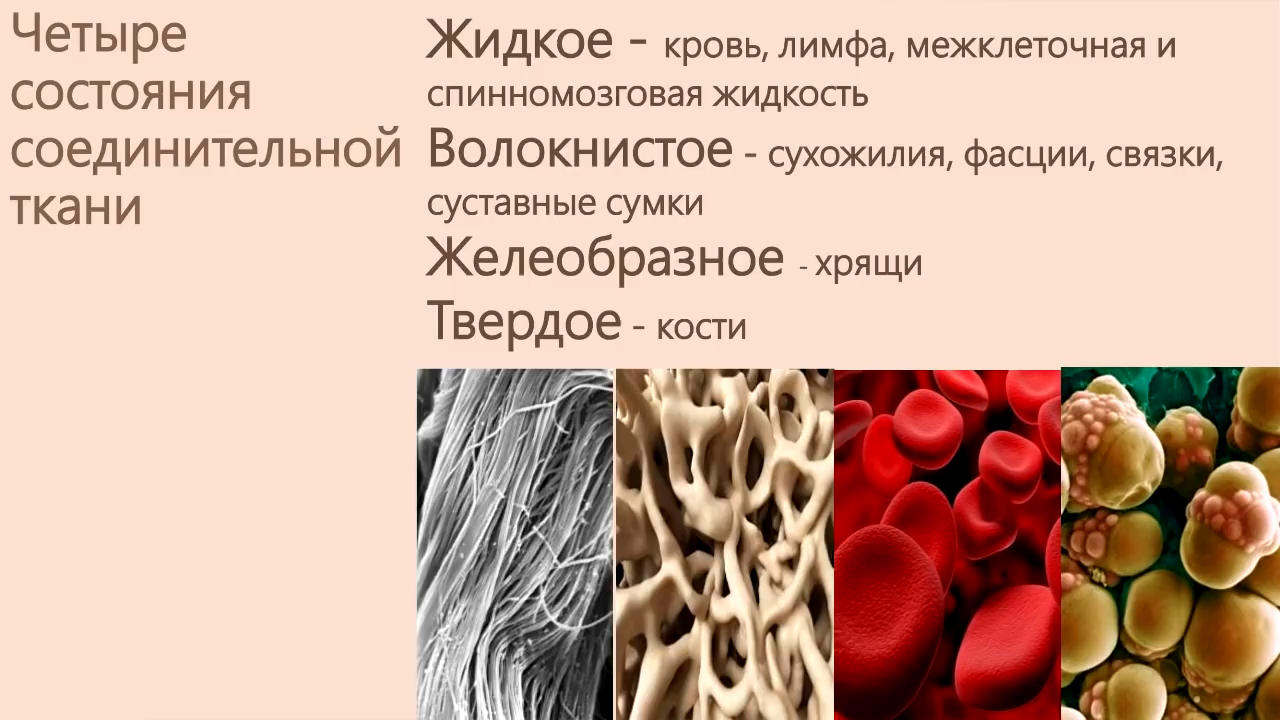 Четыре
состояния
соединительной
ткани
Жидкое - кровь, лимфа, межклеточная и
спинномозговая жидкость
Волокнистое - сухожилия, фасции, связки,
суставные сумки
Желеобразное - хрящи
Твердое - кости